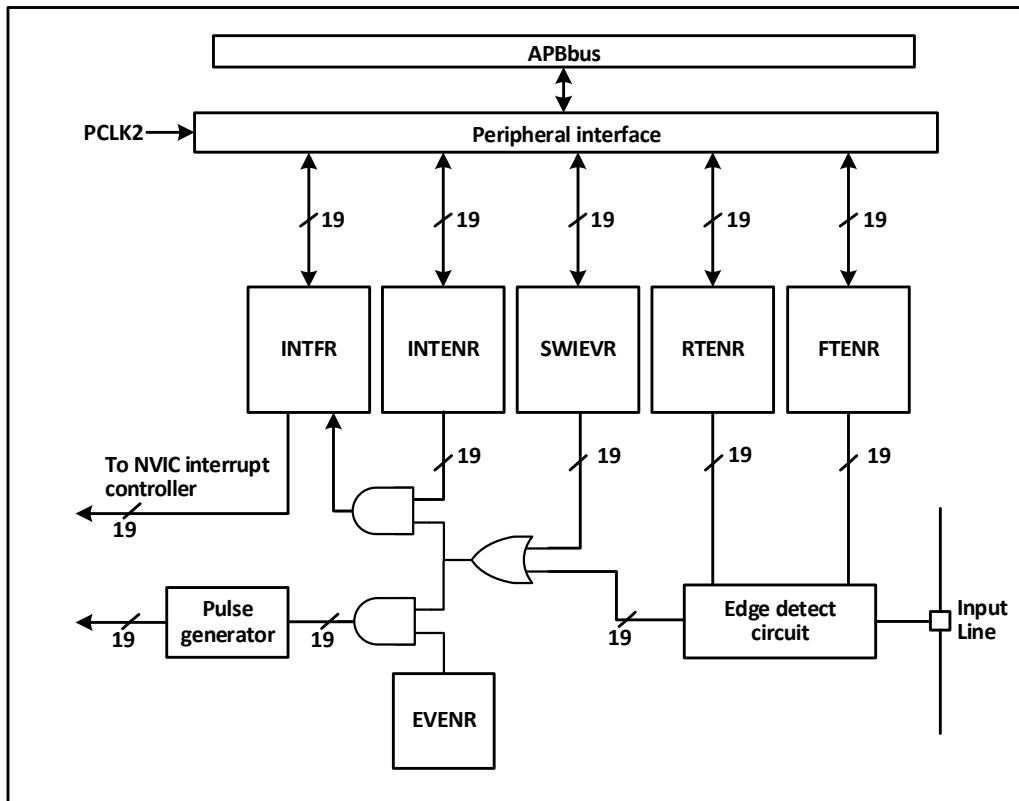 APBbus
PCLK2
Peripheral interface
19
19
19
19
19
INTFR
INTENR
SWIEVR
RTENR
FTENR
To NVIC interrupt
controller
19
19
19
19
19
Pulse
generator
19
19
19
Edge detect
circuit
Input
Line
EVENR